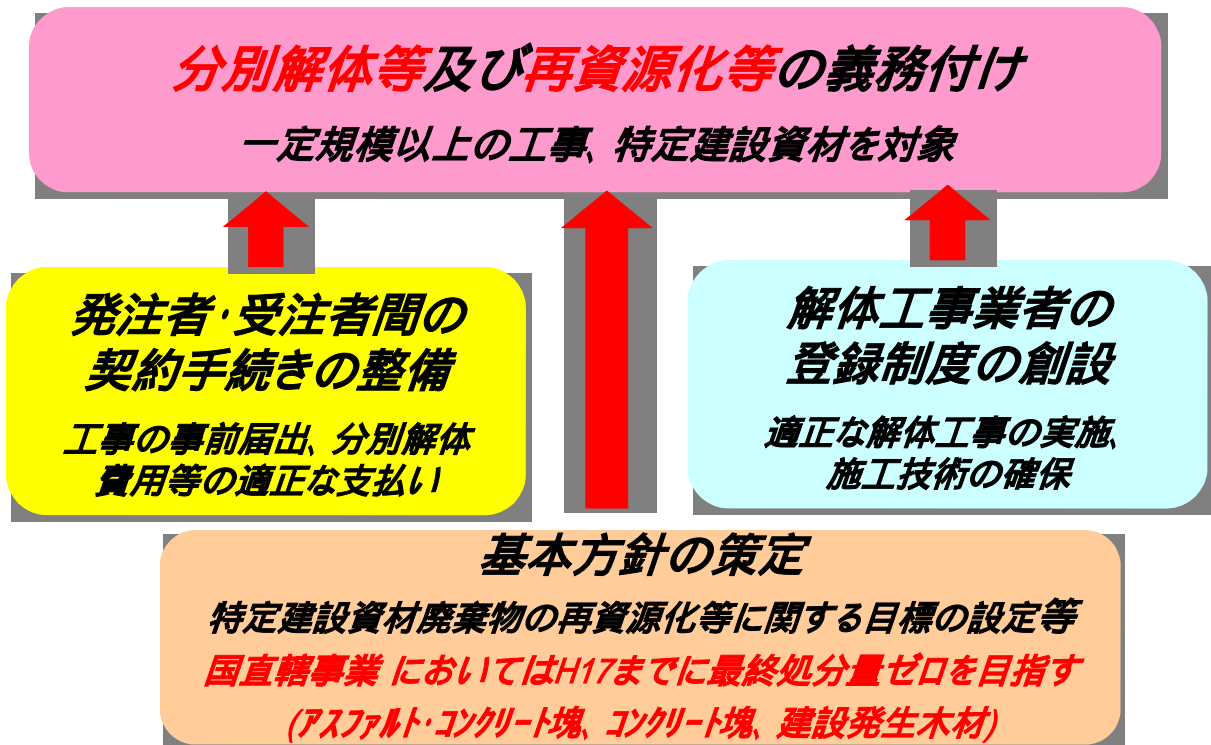 分別解体等及び再資源化等の義務付け
一定規模以上の工事、特定建設資材を対象
発注者・受注者間の
契約手続きの整備
工事の事前届出、分別解体
費用等の適正な支払い
解体工事業者の
登録制度の創設
適正な解体工事の実施、
施工技術の確保
基本方針の策定
特定建設資材廃棄物の再資源化等に関する目標の設定等
国直轄事業 においてはH17までに最終処分量ゼロを目指す
(ｱｽﾌｧﾙﾄ･ｺﾝｸﾘｰﾄ塊、ｺﾝｸﾘｰﾄ塊、建設発生木材)